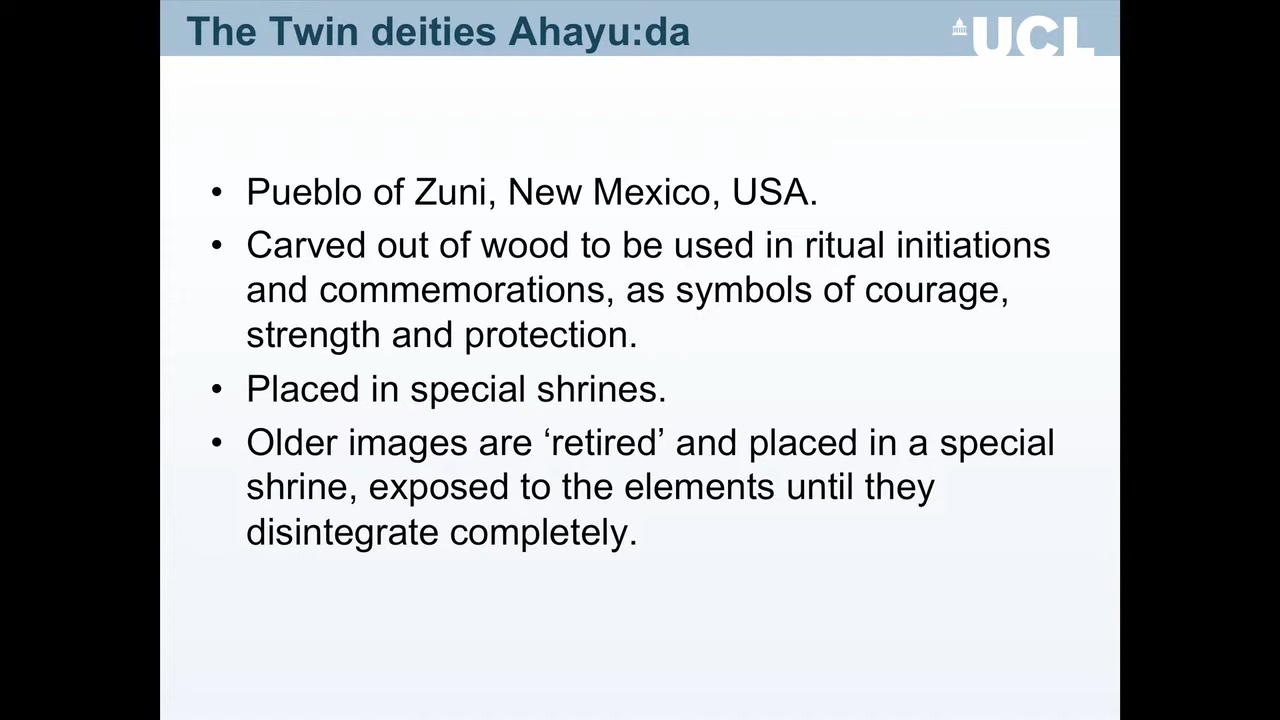 The Twin deities Ahayu:da
UCL
• Pueblo of Zuni, New Mexico, USA.
• Carved out of wood to be used in ritual initiations
and commemorations, as symbols of courage,
strength and protection.
• Placed in special shrines.
• Older images are ‘retired’ and placed in a special
shrine, exposed to the elements until they
disintegrate completely.